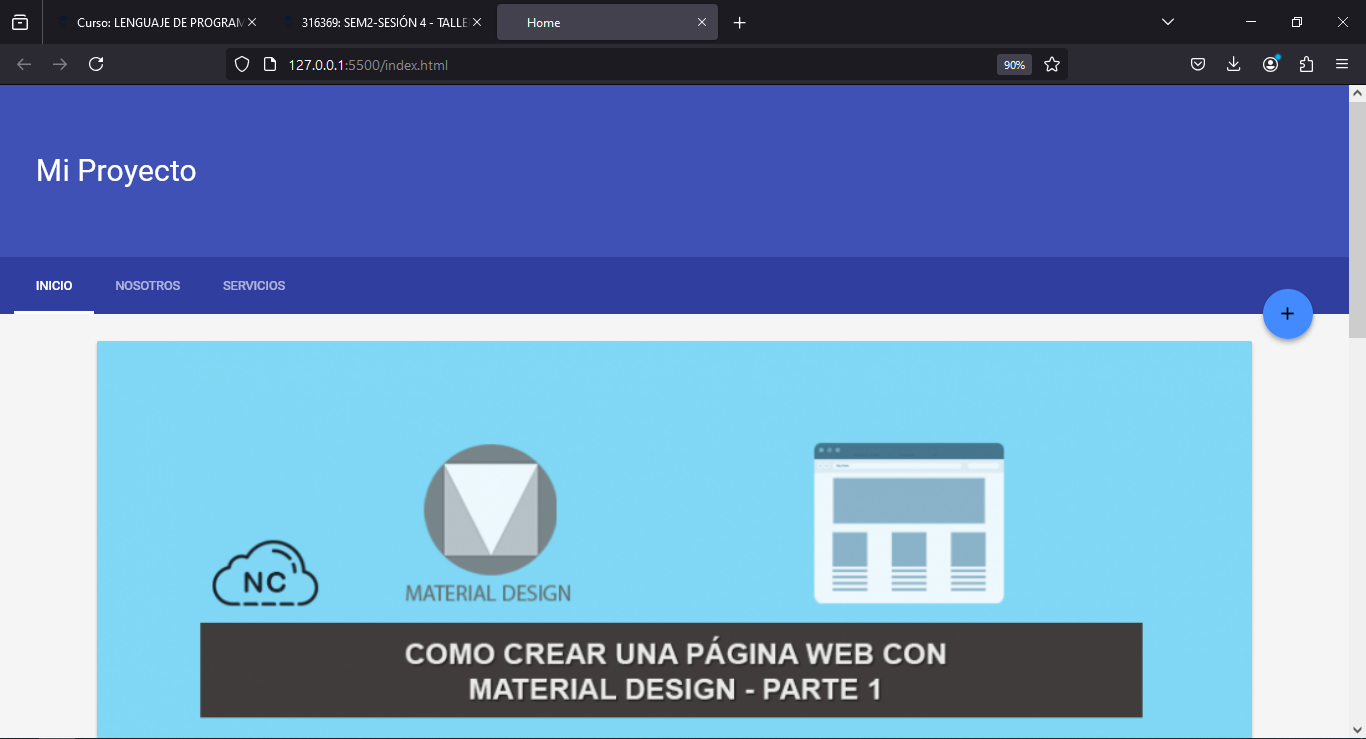 Curso: LENGUAJE DE PROGRAM
316369: SEM2-SESIÓN 4 - TALLE
Home
127.0.0.1:5500/index.html
90%
Mi Proyecto
INICIO
NOSOTROS
SERVICIOS
+
NC
MATERIAL DESIGN
COMO CREAR UNA PÁGINA WEB CON
MATERIAL DESIGN - PARTE 1